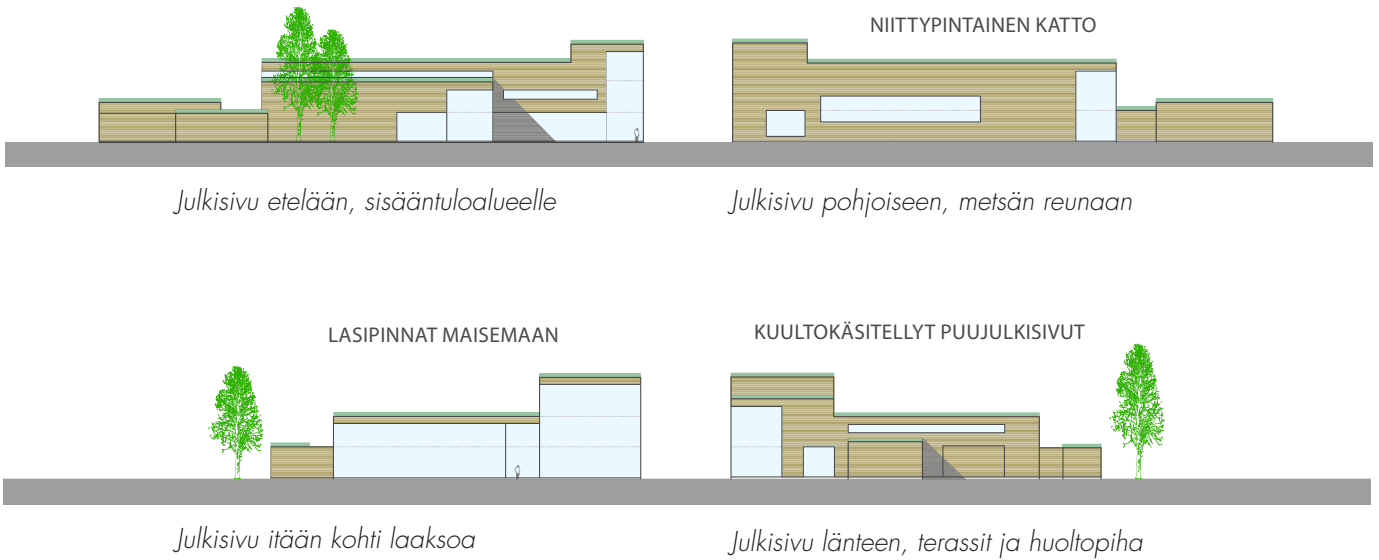 NIITTYPINTAINEN KATTO
Julkisivu etelään, sisääntuloalueelle
Julkisivu pohjoiseen, metsän reunaan
LASIPINNAT MAISEMAAN
KUULTOKÄSITELLYT PUUJULKISIVUT
Julkisivu itään kohti laaksoa
Julkisivu länteen, terassit ja huoltopiha